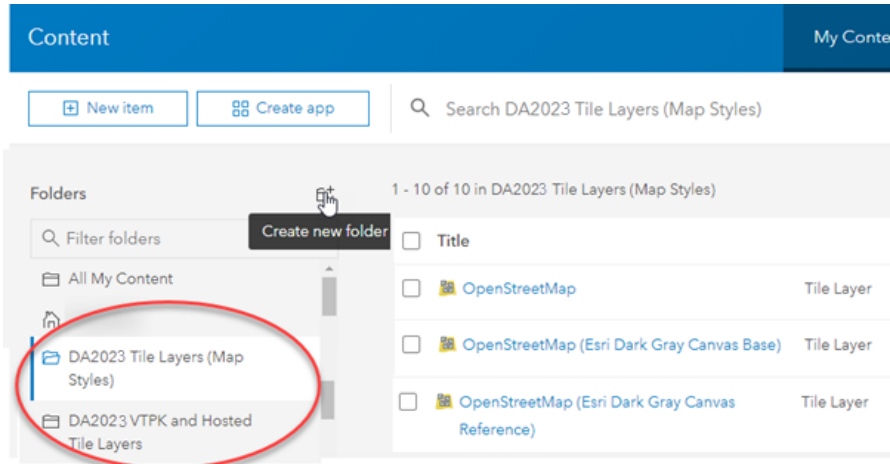 Content
My Conte
New item
Create app
Search DA2023 Tile Layers (Map Styles)
Folders
1 - 10 of 10 in DA2023 Tile Layers (Map Styles)
Create new folder
Filter folders
Title
All My Content
OpenStreetMap
Tile Layer
DA2023 Tile Layers (Map
Styles)
OpenStreetMap (Esri Dark Gray Canvas Base)
Tile Layer
DA2023 VTPK and Hosted
Tile Layers
OpenStreetMap (Esri Dark Gray Canvas
Reference)
Tile Layer